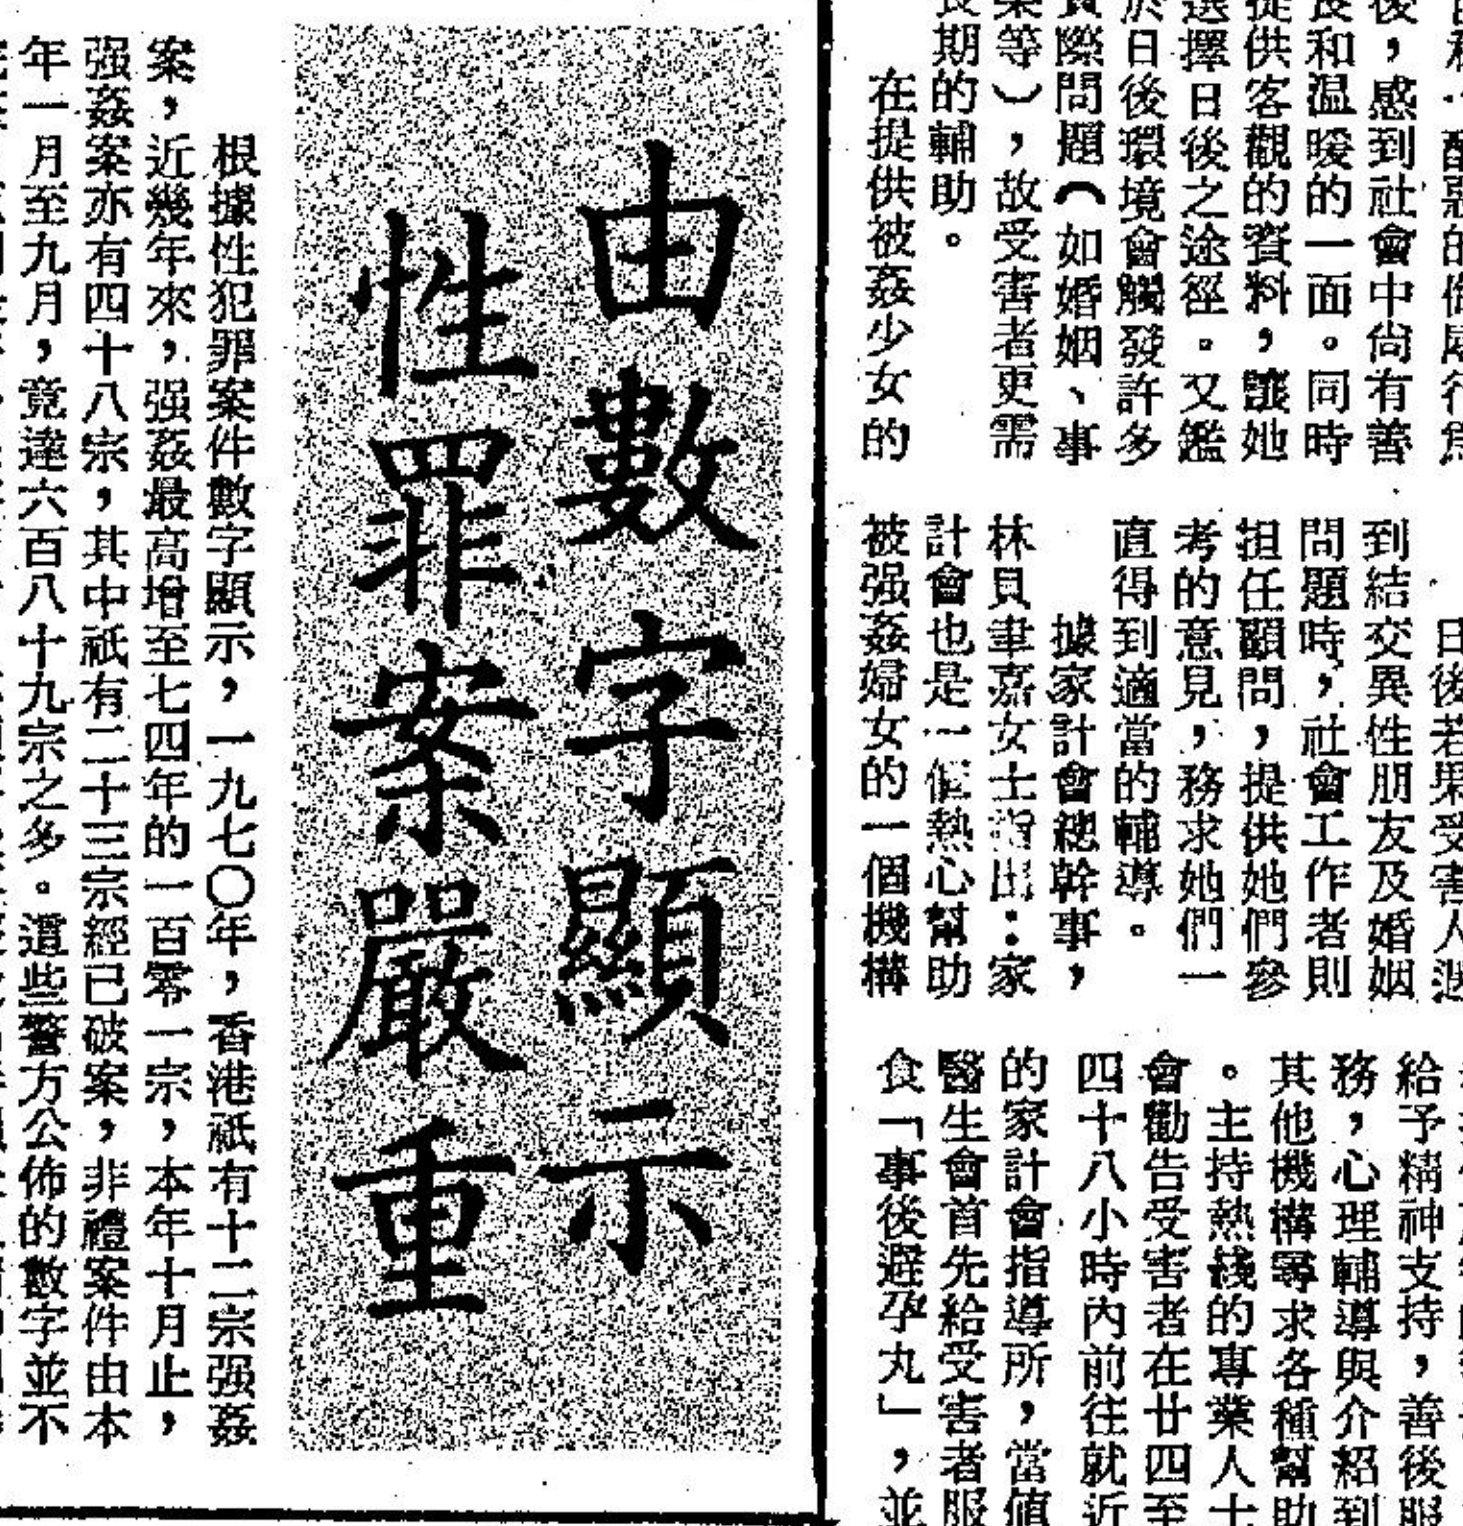 由數字顯示
性罪案嚴重
根據性犯罪案件數字顯示，一九七〇年，香港祇有十二宗强姦
案，近幾年來，强姦最高增至七四年的一百零一宗，本年十月止，
强姦案亦有四十八宗，其中祇有二十三宗經已破案，非禮案件由本
年一月至九月，竟達六百八十九宗之多。這些警方公佈的數字並不
後，感到社會中尙有善
良和温暖的一面。同時
提供客觀的資料，讓她
選擇日後之途徑。又鑑
於日後環境會觸發許多
實際問題（如婚姻、事
業等），故受害者更需
長期的輔助。
在提供被姦少女的
日後若果受害人遇
到結交異性朋友及婚姻
問題時，社會工作者則
担任顧問，提供她們參
考的意見，務求她們一
直得到適當的輔導。
據家計會總幹事，
林貝聿嘉女士指出：家
計會也是一個熱心幫助
被强姦婦女的一個機構
給予精神支持，善後服
務，心理輔導與介紹到
其他機構尋求各種幫助
。主持熱綫的專業人士
會勸告受害者在廿四至
四十八小時內前往就近
的家計會指導所，當值
醫生會首先給受害者服
食「事後避孕丸」，並